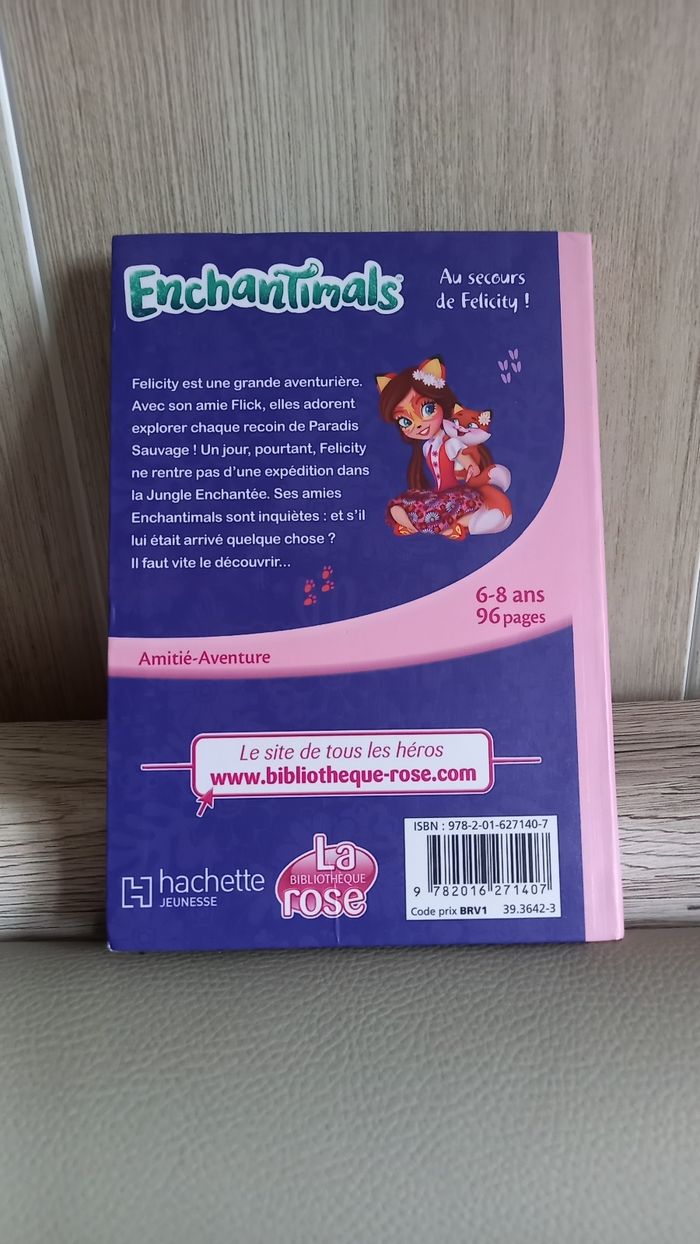 Enchantimals
Au secours
de Felicity !
Felicity est une grande aventurière.
Avec son amie Flick, elles adorent
explorer chaque recoin de Paradis
Sauvage ! Un jour, pourtant, Felicity
ne rentre pas d'une expédition dans
la Jungle Enchantée. Ses amies
Enchantimals sont inquiètes : et s'il
lui était arrivé quelque chose ?
Il faut vite le découvrir...
6-8 ans
96 pages
Amitié-Aventure
Le site de tous les héros
www.bibliotheque-rose.com
hachette
JEUNESSE
La
BIBLIOTHÈQUE
rose
ISBN : 978-2-01-627140-7
9 782016 271407
Code prix BRV1 39.3642-3